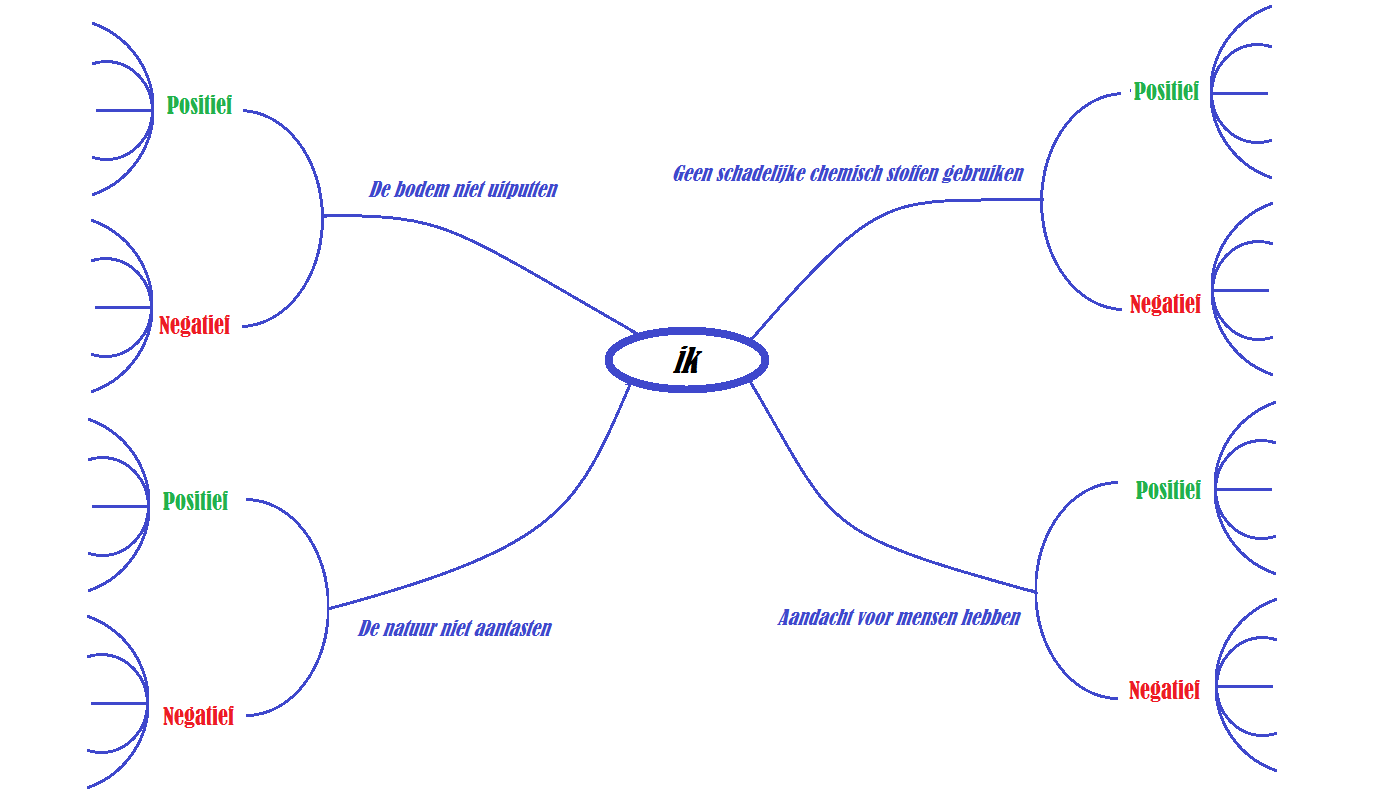 Positief
De bodem niet uitputten
Negatief
Geen schadelijke chemisch stoffen gebruiken
Positief
Negatief
ik
Positief
De natuur niet aantasten
Negatief
Positief
Aandacht voor mensen hebben
Negatief